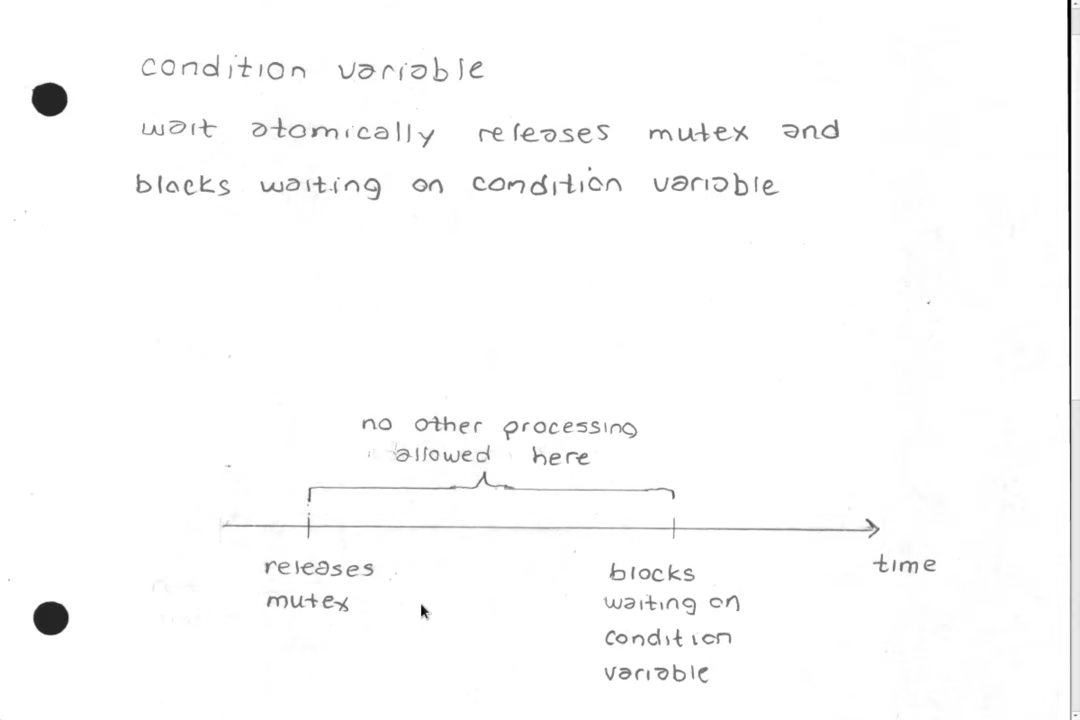 condition variable
wait atomically releases mutex and
blocks waiting on condition variable
no other processing
allowed here
releases
mutex
blocks
waiting on
condition
variable
time